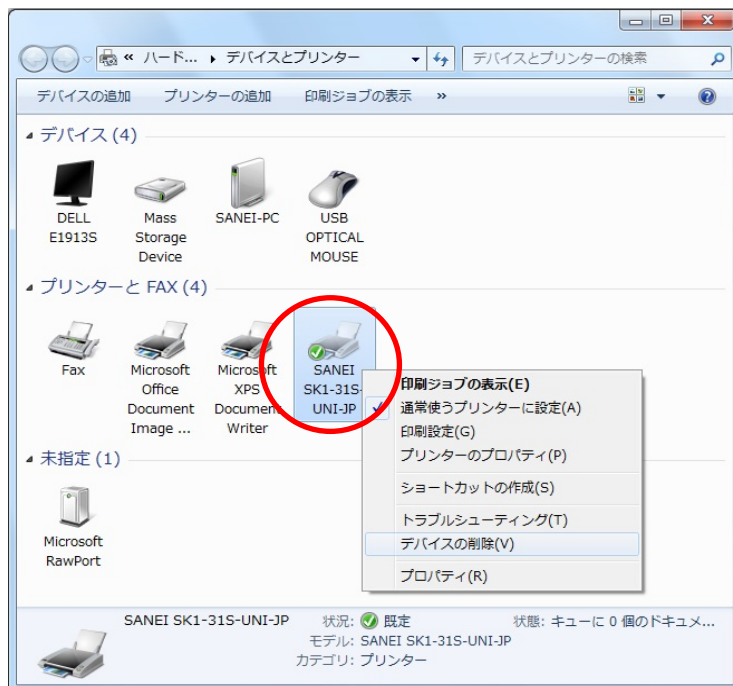 « ハード... ▸ デバイスとプリンター
デバイスとプリンターの検索
デバイスの追加 プリンターの追加 印刷ジョブの表示 »
デバイス (4)
DELL
E1913S
Mass
Storage
Device
SANEI-PC
USB
OPTICAL
MOUSE
プリンターと FAX (4)
Fax
Microsoft
Office
Document
Image ...
Microsoft
XPS
Document
Writer
SANEI
SK1-31S-
UNI-JP
印刷ジョブの表示(E)
通常使うプリンターに設定(A)
印刷設定(G)
プリンターのプロパティ(P)
ショートカットの作成(S)
トラブルシューティング(T)
デバイスの削除(V)
プロパティ(R)
未指定 (1)
Microsoft
RawPort
SANEI SK1-31S-UNI-JP 状況: 既定 状態: キューに 0 個のドキュメ...
モデル: SANEI SK1-31S-UNI-JP
カテゴリ: プリンター